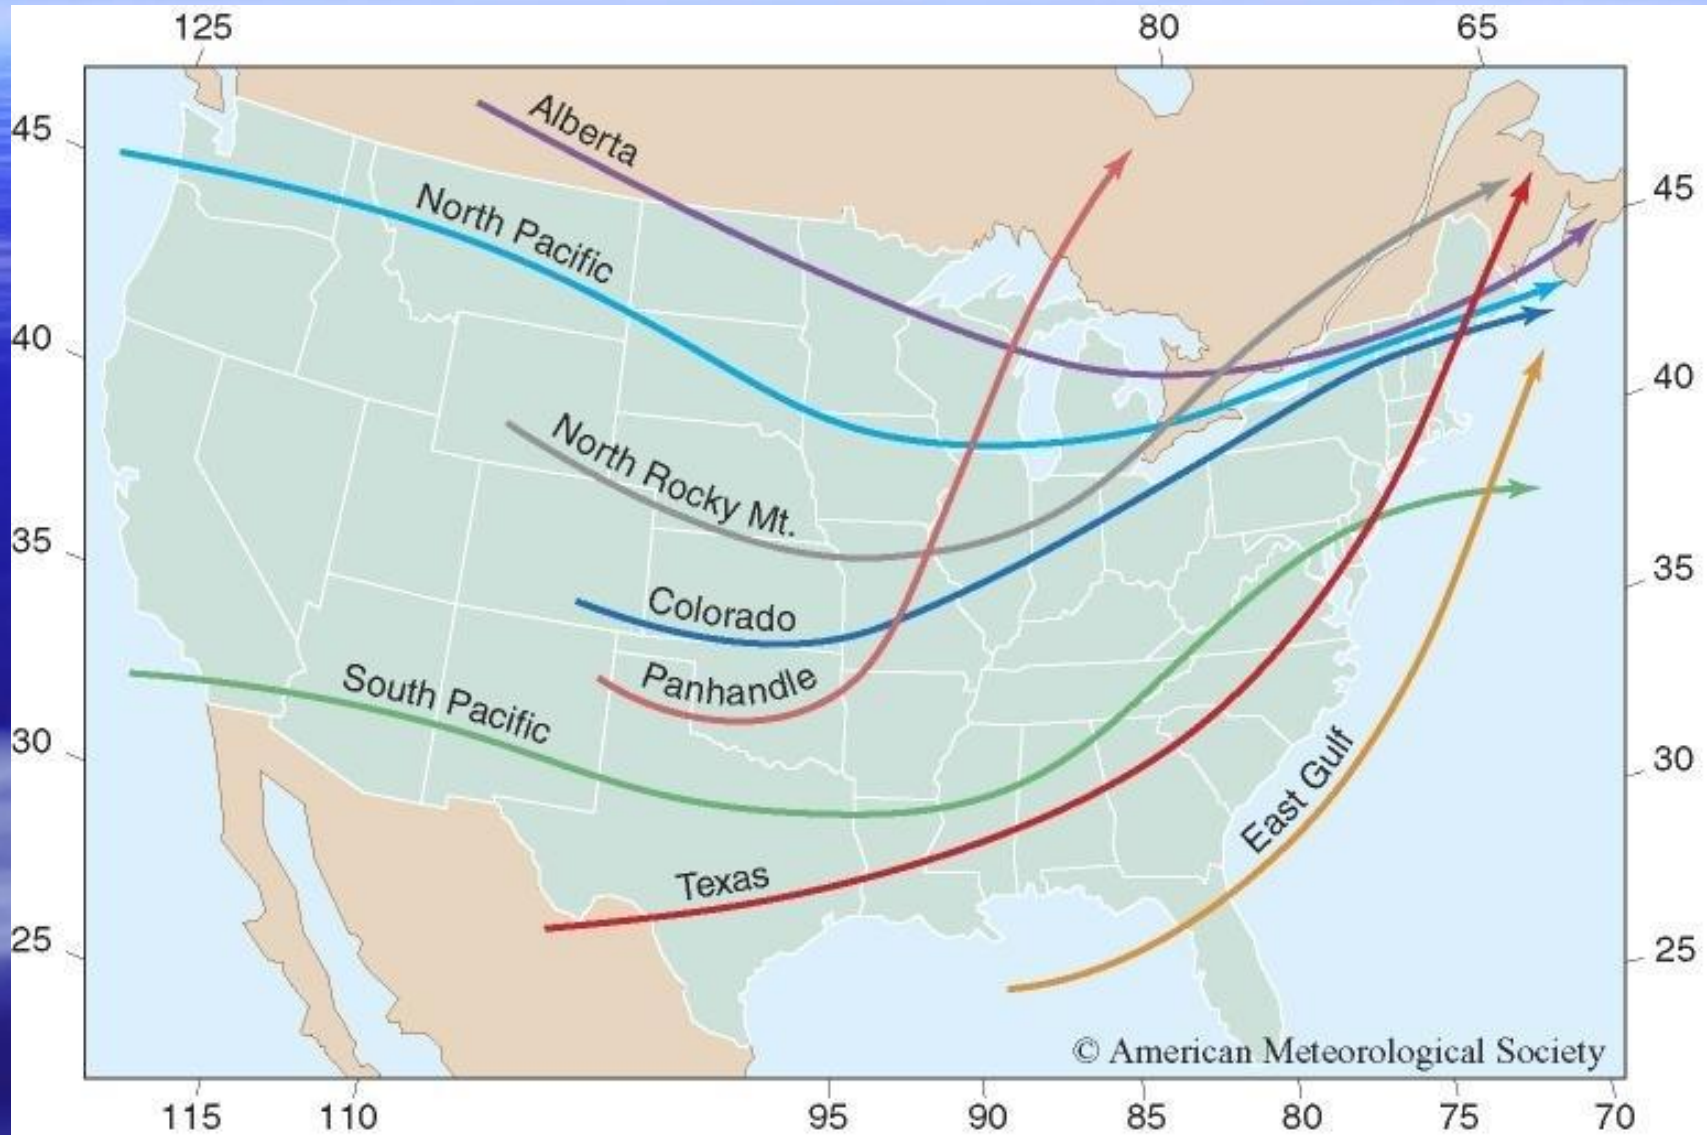 125 80 65
45
40
35
30
25
Alberta
North Pacific
North Rocky Mt.
Colorado
Panhandle
South Pacific
Texas
East Gulf
45
40
35
30
25
© American Meteorological Society
115 110 95 90 85 80 75 70